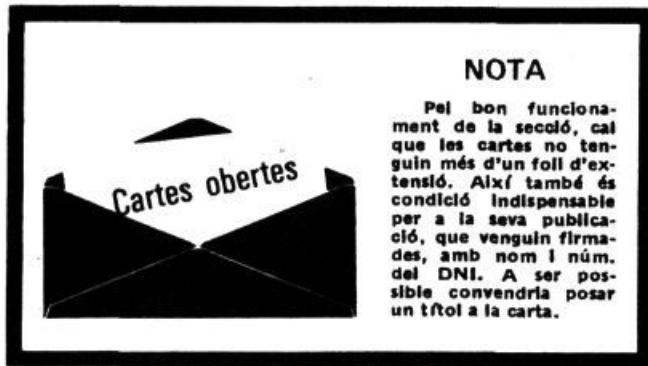 Cartes obertes
NOTA
Pel bon funciona-
ment de la secció, cal
que les cartes no ten-
guin més d'un foli d'ex-
tensió. Així també és
condició indispensable
per a la seva publica-
ció, que venguin firma-
des, amb nom i núm.
del DNI. A ser pos-
sible convendria posar
un títol a la carta.